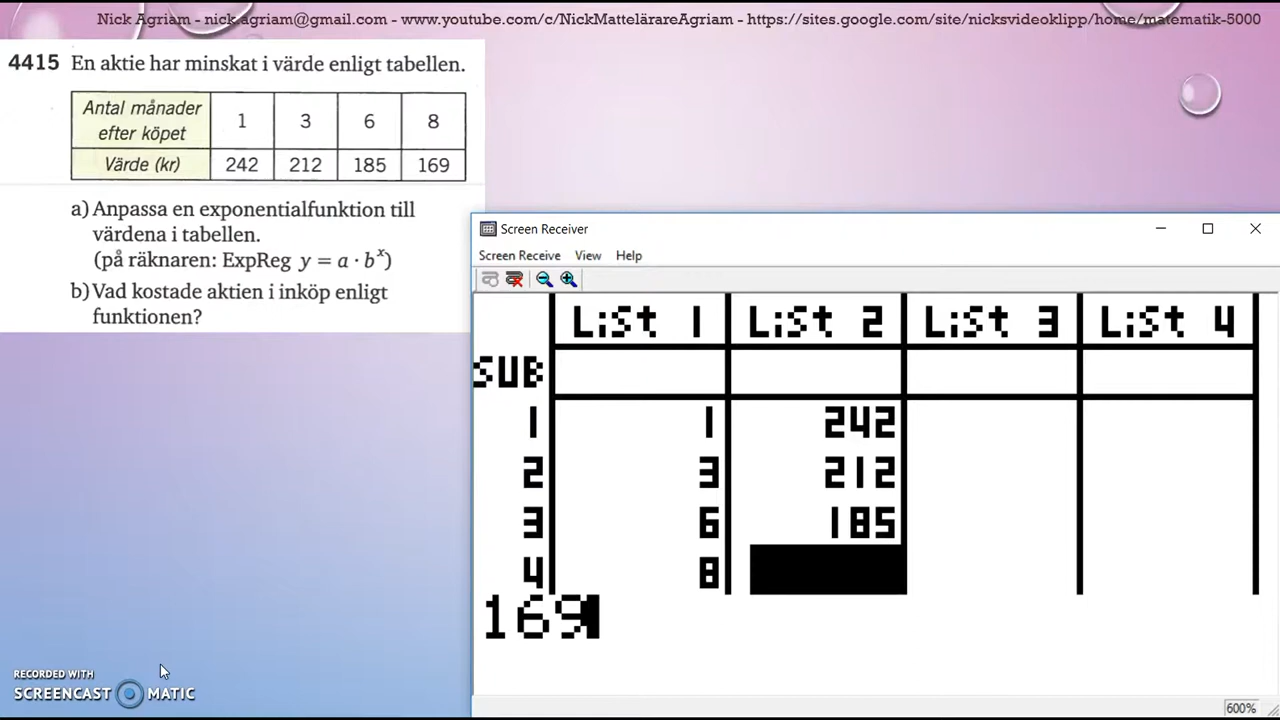 Nick Agriam - nick.agriam@gmail.com - www.youtube.com/c/NickMattelärareAgriam - https://sites.google.com/site/nicksvideoklipp/home/matematik-5000
4415 En aktie har minskat i värde enligt tabellen.
Antal månader efter köpet 1 3 6 8
Värde (kr) 242 212 185 169
a) Anpassa en exponentialfunktion till
värdena i tabellen.
(på räknaren: ExpReg y = a · b^x)
b) Vad kostade aktien i inköp enligt
funktionen?
Screen Receiver
Screen Receive View Help
List 1 List 2 List 3 List 4
SUB
1 1 242
2 3 212
3 6 185
4 8
169
600%
RECORDED WITH
SCREENCAST MATIC